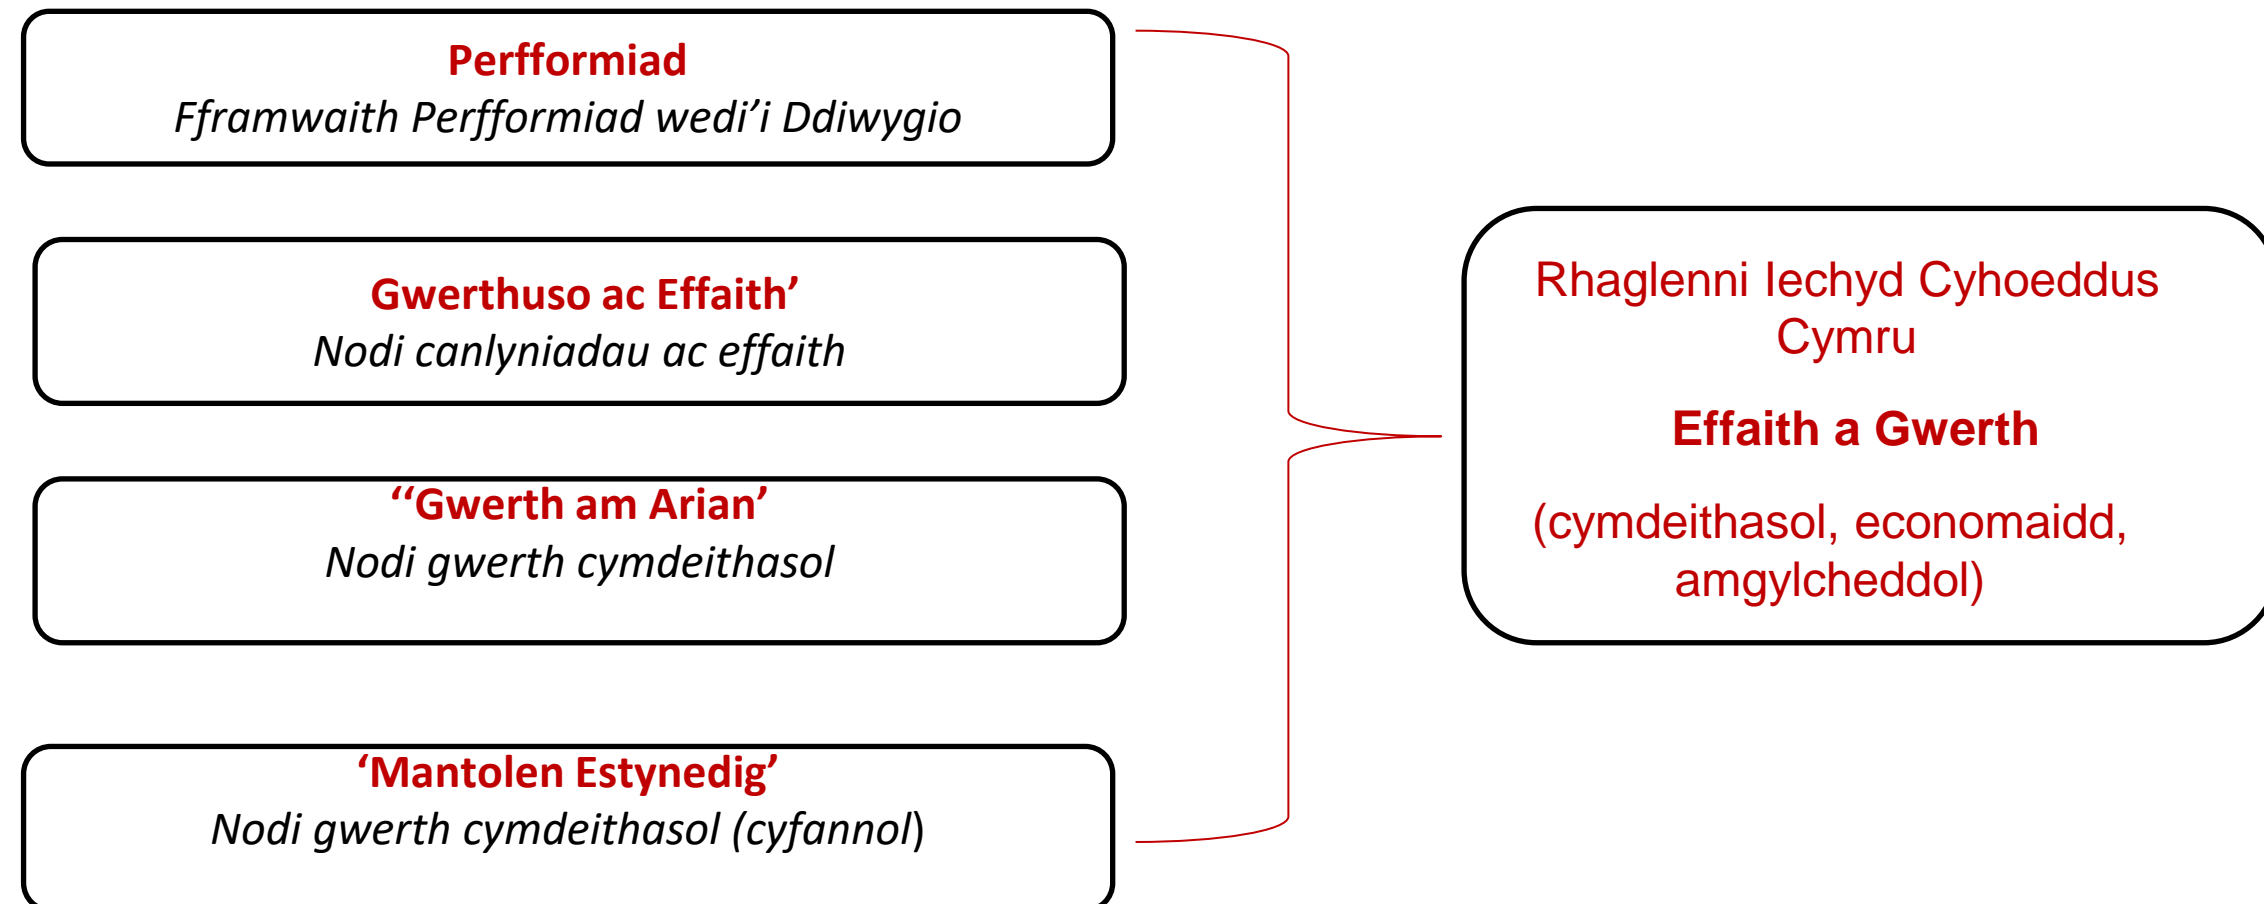 Perfformiad
Fframwaith Perfformiad wedi’i Ddiwygio
Gwerthuso ac Effaith’
Nodi canlyniadau ac effaith
‘‘Gwerth am Arian’
Nodi gwerth cymdeithasol
‘Mantolen Estynedig’
Nodi gwerth cymdeithasol (cyfannol)
Rhaglenni Iechyd Cyhoeddus
Cymru
Effaith a Gwerth
(cymdeithasol, economaidd,
amgylcheddol)